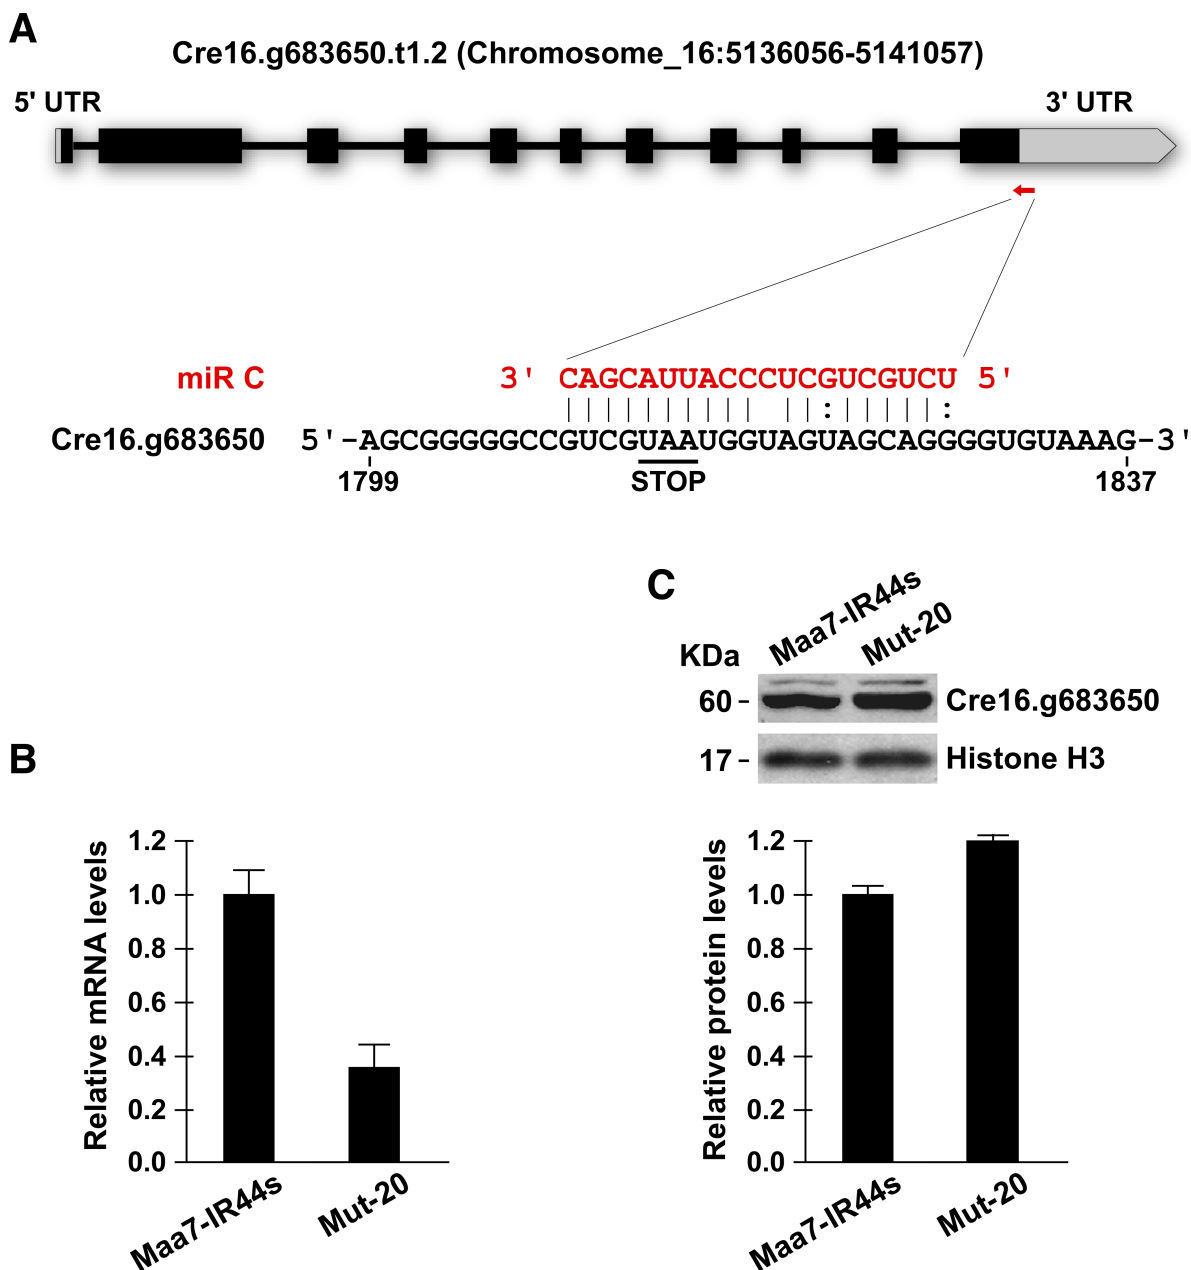 A
Cre16.g683650.t1.2 (Chromosome_16:5136056-5141057)
5' UTR
3' UTR
miR C
3' CAGCAUUACCCUCGUCGUCU 5'
Cre16.g683650
5'-AGCGGGGGCCGUCGUAAUGGUAGUAGCAGGGGUGUAAAG-3'
1799
STOP
1837
C
Maa7-IR44s
Mut-20
KDa
60
Cre16.g683650
17
Histone H3
B
Relative mRNA levels
1.2
1.0
0.8
0.6
0.4
0.2
0.0
Maa7-IR44s
Mut-20
Relative protein levels
1.2
1.0
0.8
0.6
0.4
0.2
0.0
Maa7-IR44s
Mut-20